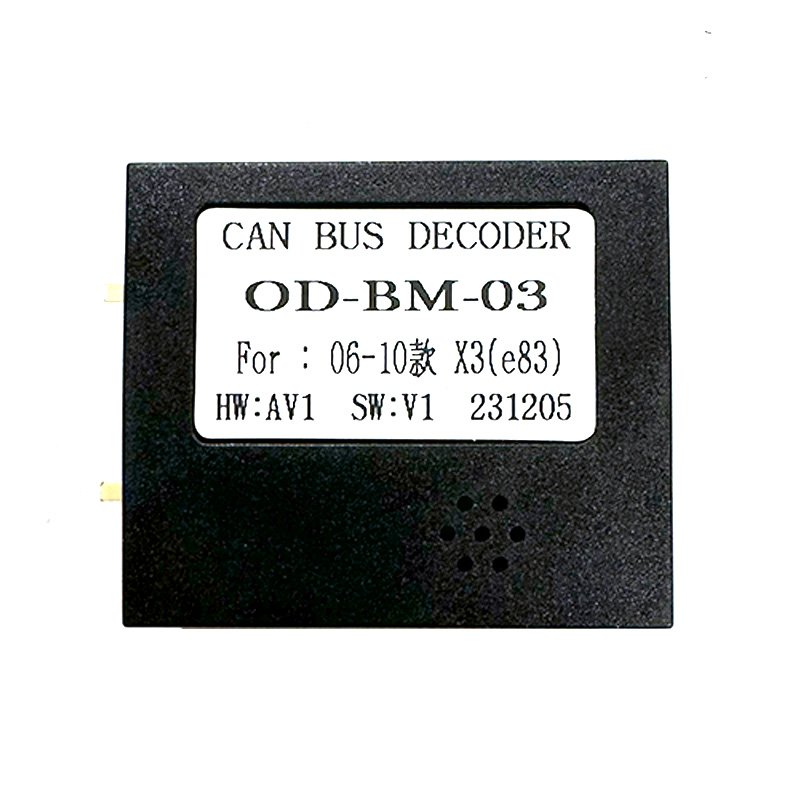 CAN BUS DECODER
OD-BM-03
For : 06-10款 X3(e83)
HW:AV1 SW:V1 231205